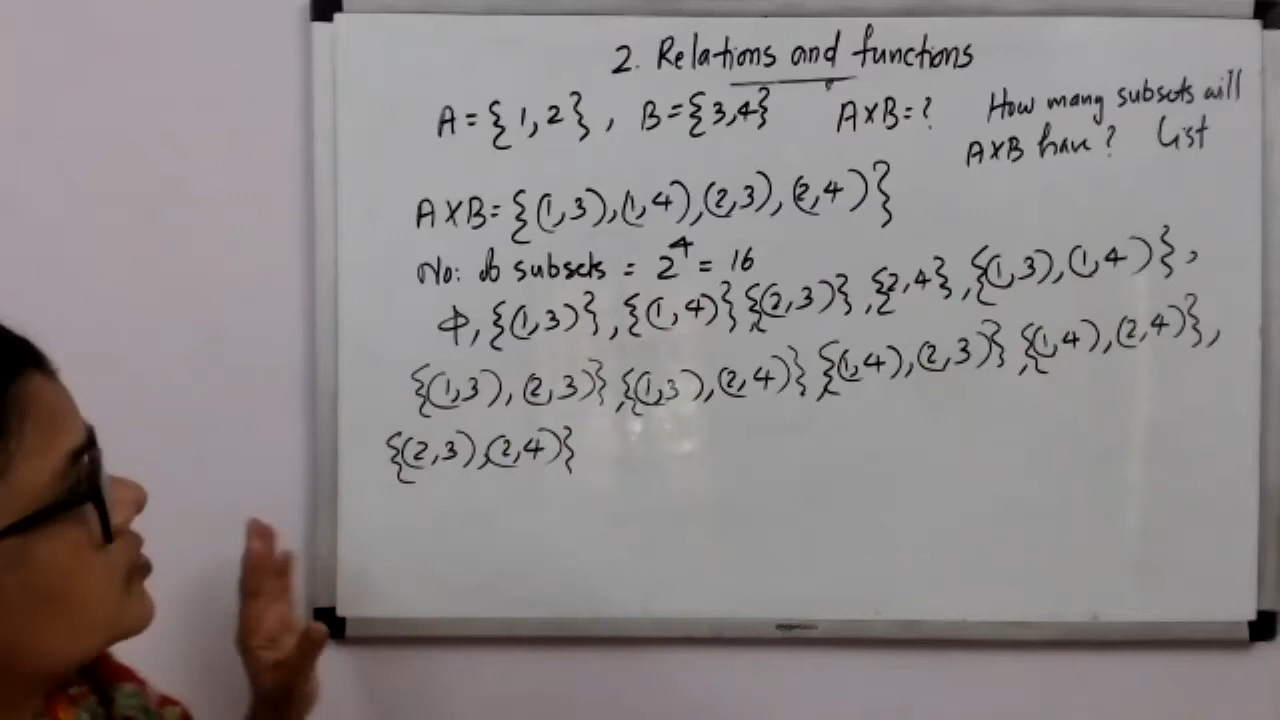 2. Relations and functions
A = {1,2}, B = {3,4} A×B = ? How many subsets will
A×B have? List
A×B = {(1,3),(1,4),(2,3),(2,4)}
No: of subsets = 2⁴ = 16
Φ, {(1,3)}, {(1,4)}, {(2,3)}, {2,4}, {(1,3),(1,4)},
{(1,3),(2,3)}, {(1,3),(2,4)}, {(1,4),(2,3)}, {(1,4),(2,4)},
{(2,3),(2,4)}